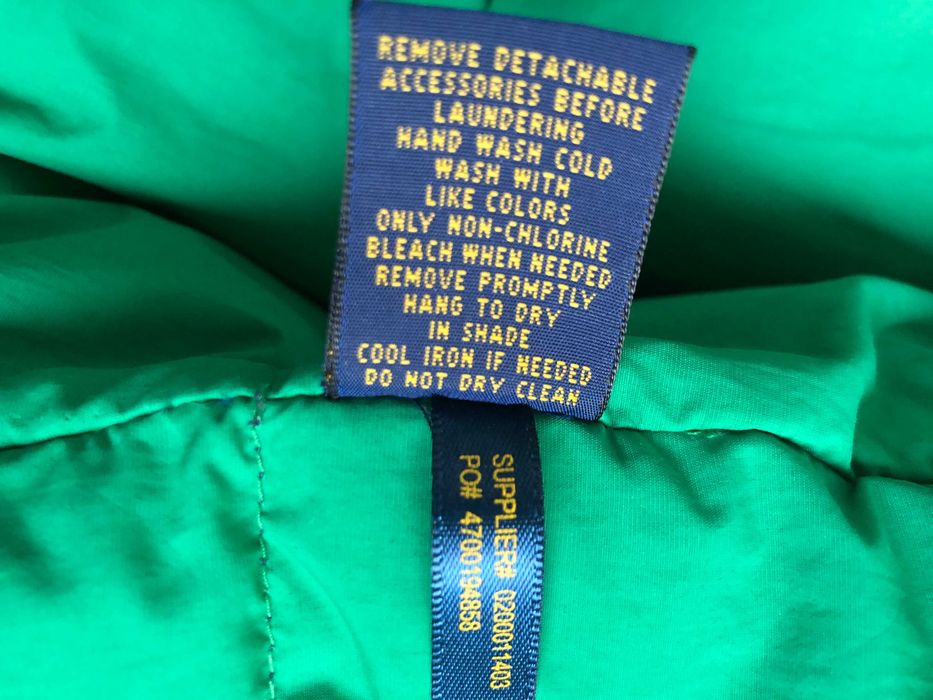 REMOVE DETACHABLE
ACCESSORIES BEFORE
LAUNDERING
HAND WASH COLD
WASH WITH
LIKE COLORS
ONLY NON-CHLORINE
BLEACH WHEN NEEDED
REMOVE PROMPTLY
HANG TO DRY
IN SHADE
COOL IRON IF NEEDED
DO NOT DRY CLEAN
SUPPLIER# 0200011403
PO# 4700194858